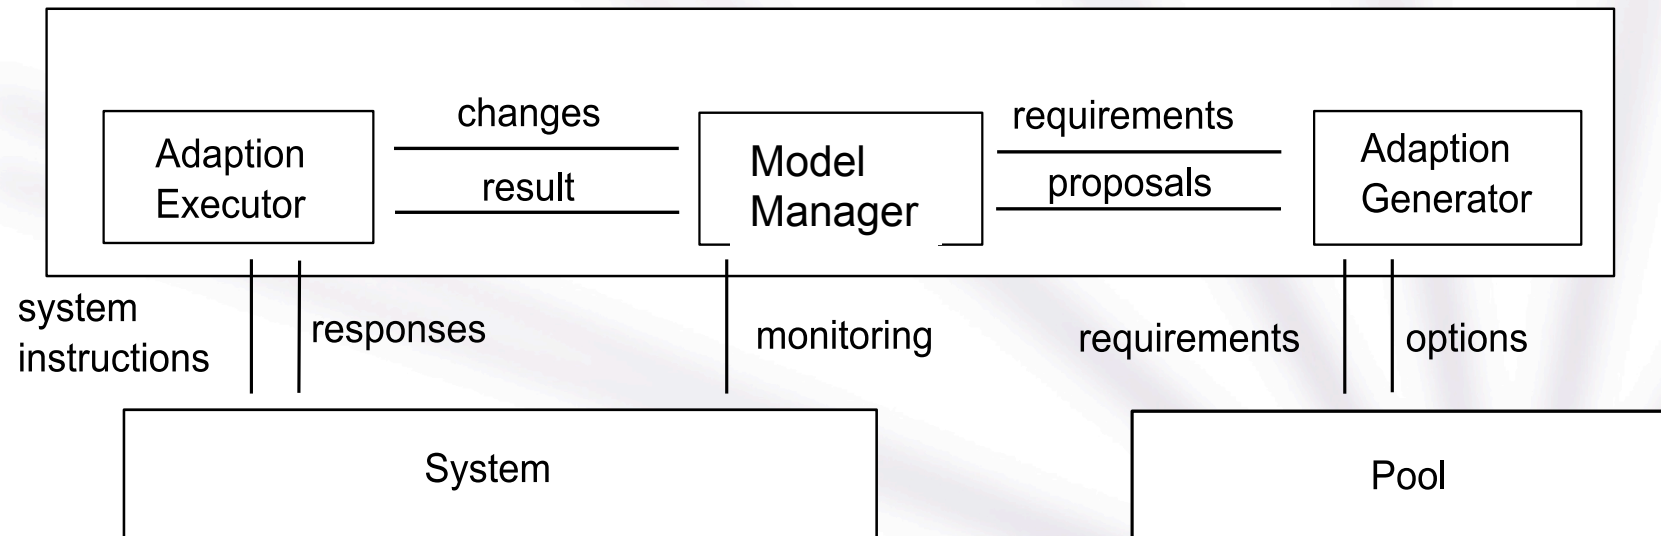 changes
requirements
Adaption
Executor
Model
Manager
Adaption
Generator
result
proposals
system
instructions
responses
monitoring
requirements
options
System
Pool